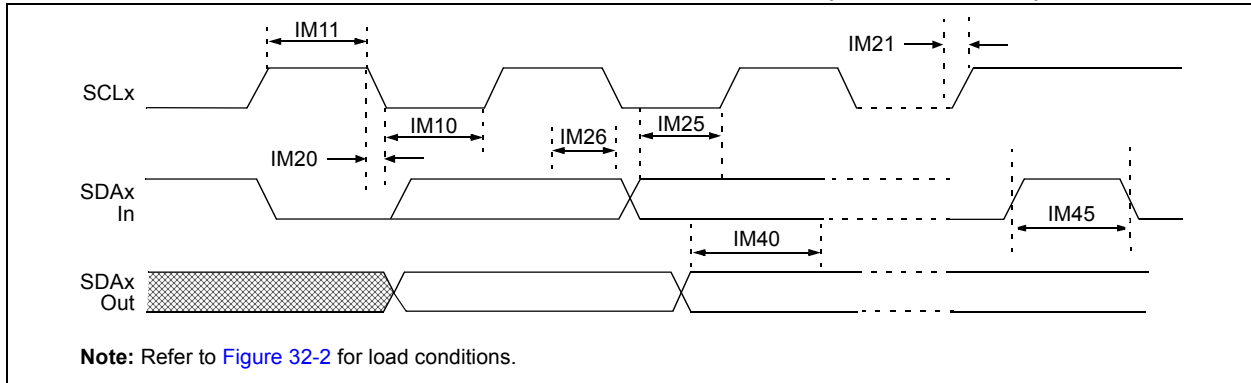 IM11
IM21
SCLx
IM10
IM26
IM25
IM20
SDAx
In
IM45
IM40
SDAx
Out
Note: Refer to Figure 32-2 for load conditions.